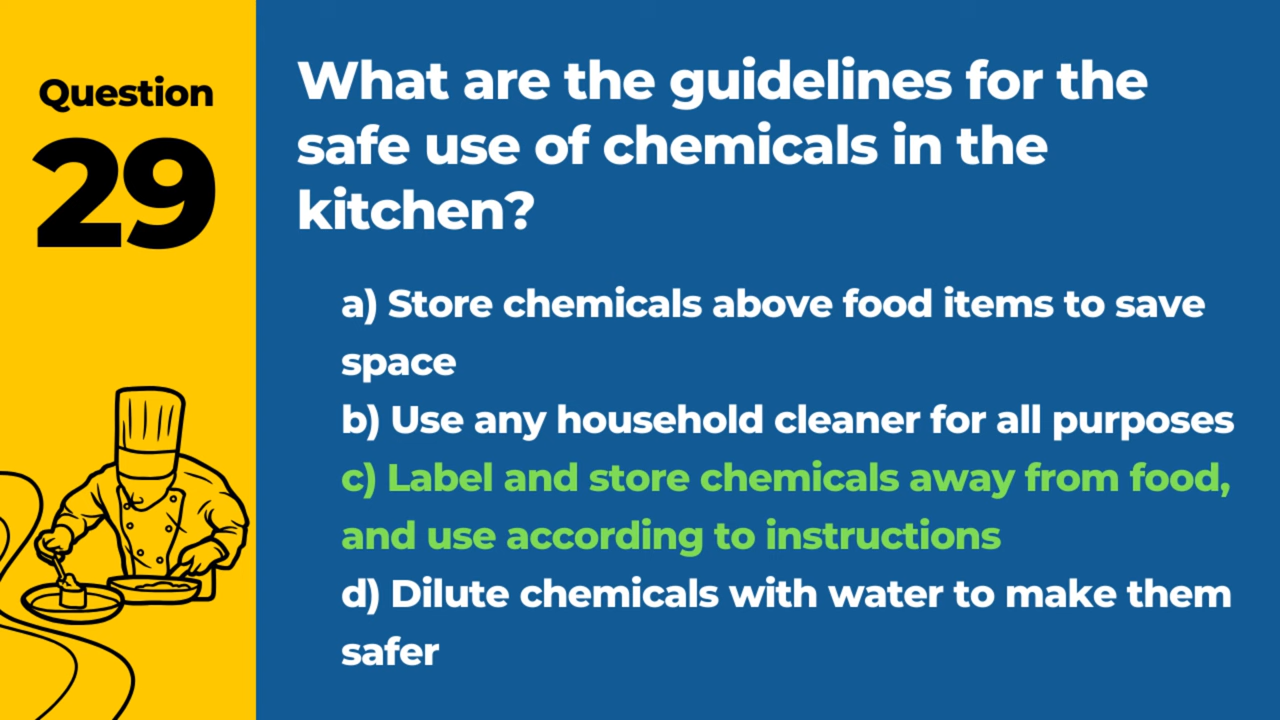 Question
29
What are the guidelines for the
safe use of chemicals in the
kitchen?
a) Store chemicals above food items to save
space
b) Use any household cleaner for all purposes
c) Label and store chemicals away from food,
and use according to instructions
d) Dilute chemicals with water to make them
safer